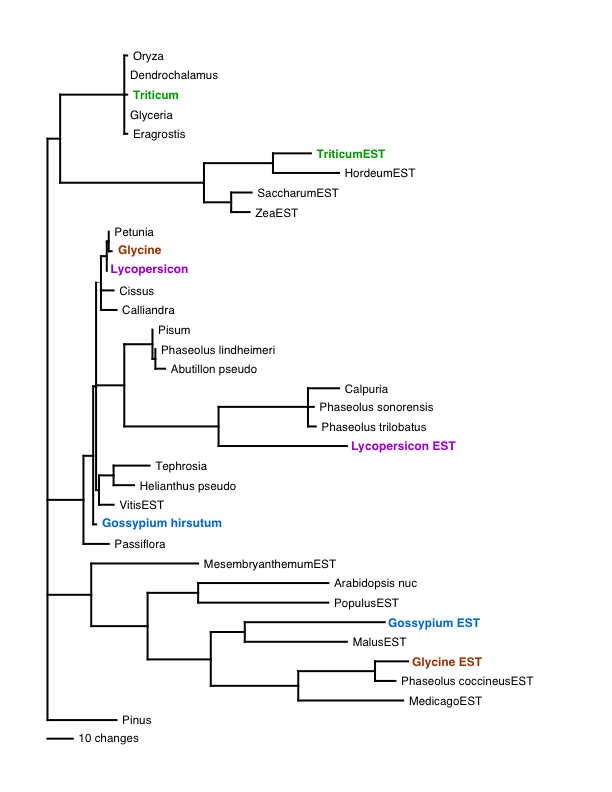 Oryza
Dendrochalamus
Triticum
Glyceria
Eragrostis
TriticumEST
HordeumEST
SaccharumEST
ZeaEST
Petunia
Glycine
Lycopersicon
Cissus
Calliandra
Pisum
Phaseolus lindheimeri
Abutillon pseudo
Calpuria
Phaseolus sonorensis
Phaseolus trilobatus
Lycopersicon EST
Tephrosia
Helianthus pseudo
VitisEST
Gossypium hirsutum
Passiflora
MesembryanthemumEST
Arabidopsis nuc
PopulusEST
Gossypium EST
MalusEST
Glycine EST
Phaseolus coccineusEST
MedicagoEST
Pinus
10 changes